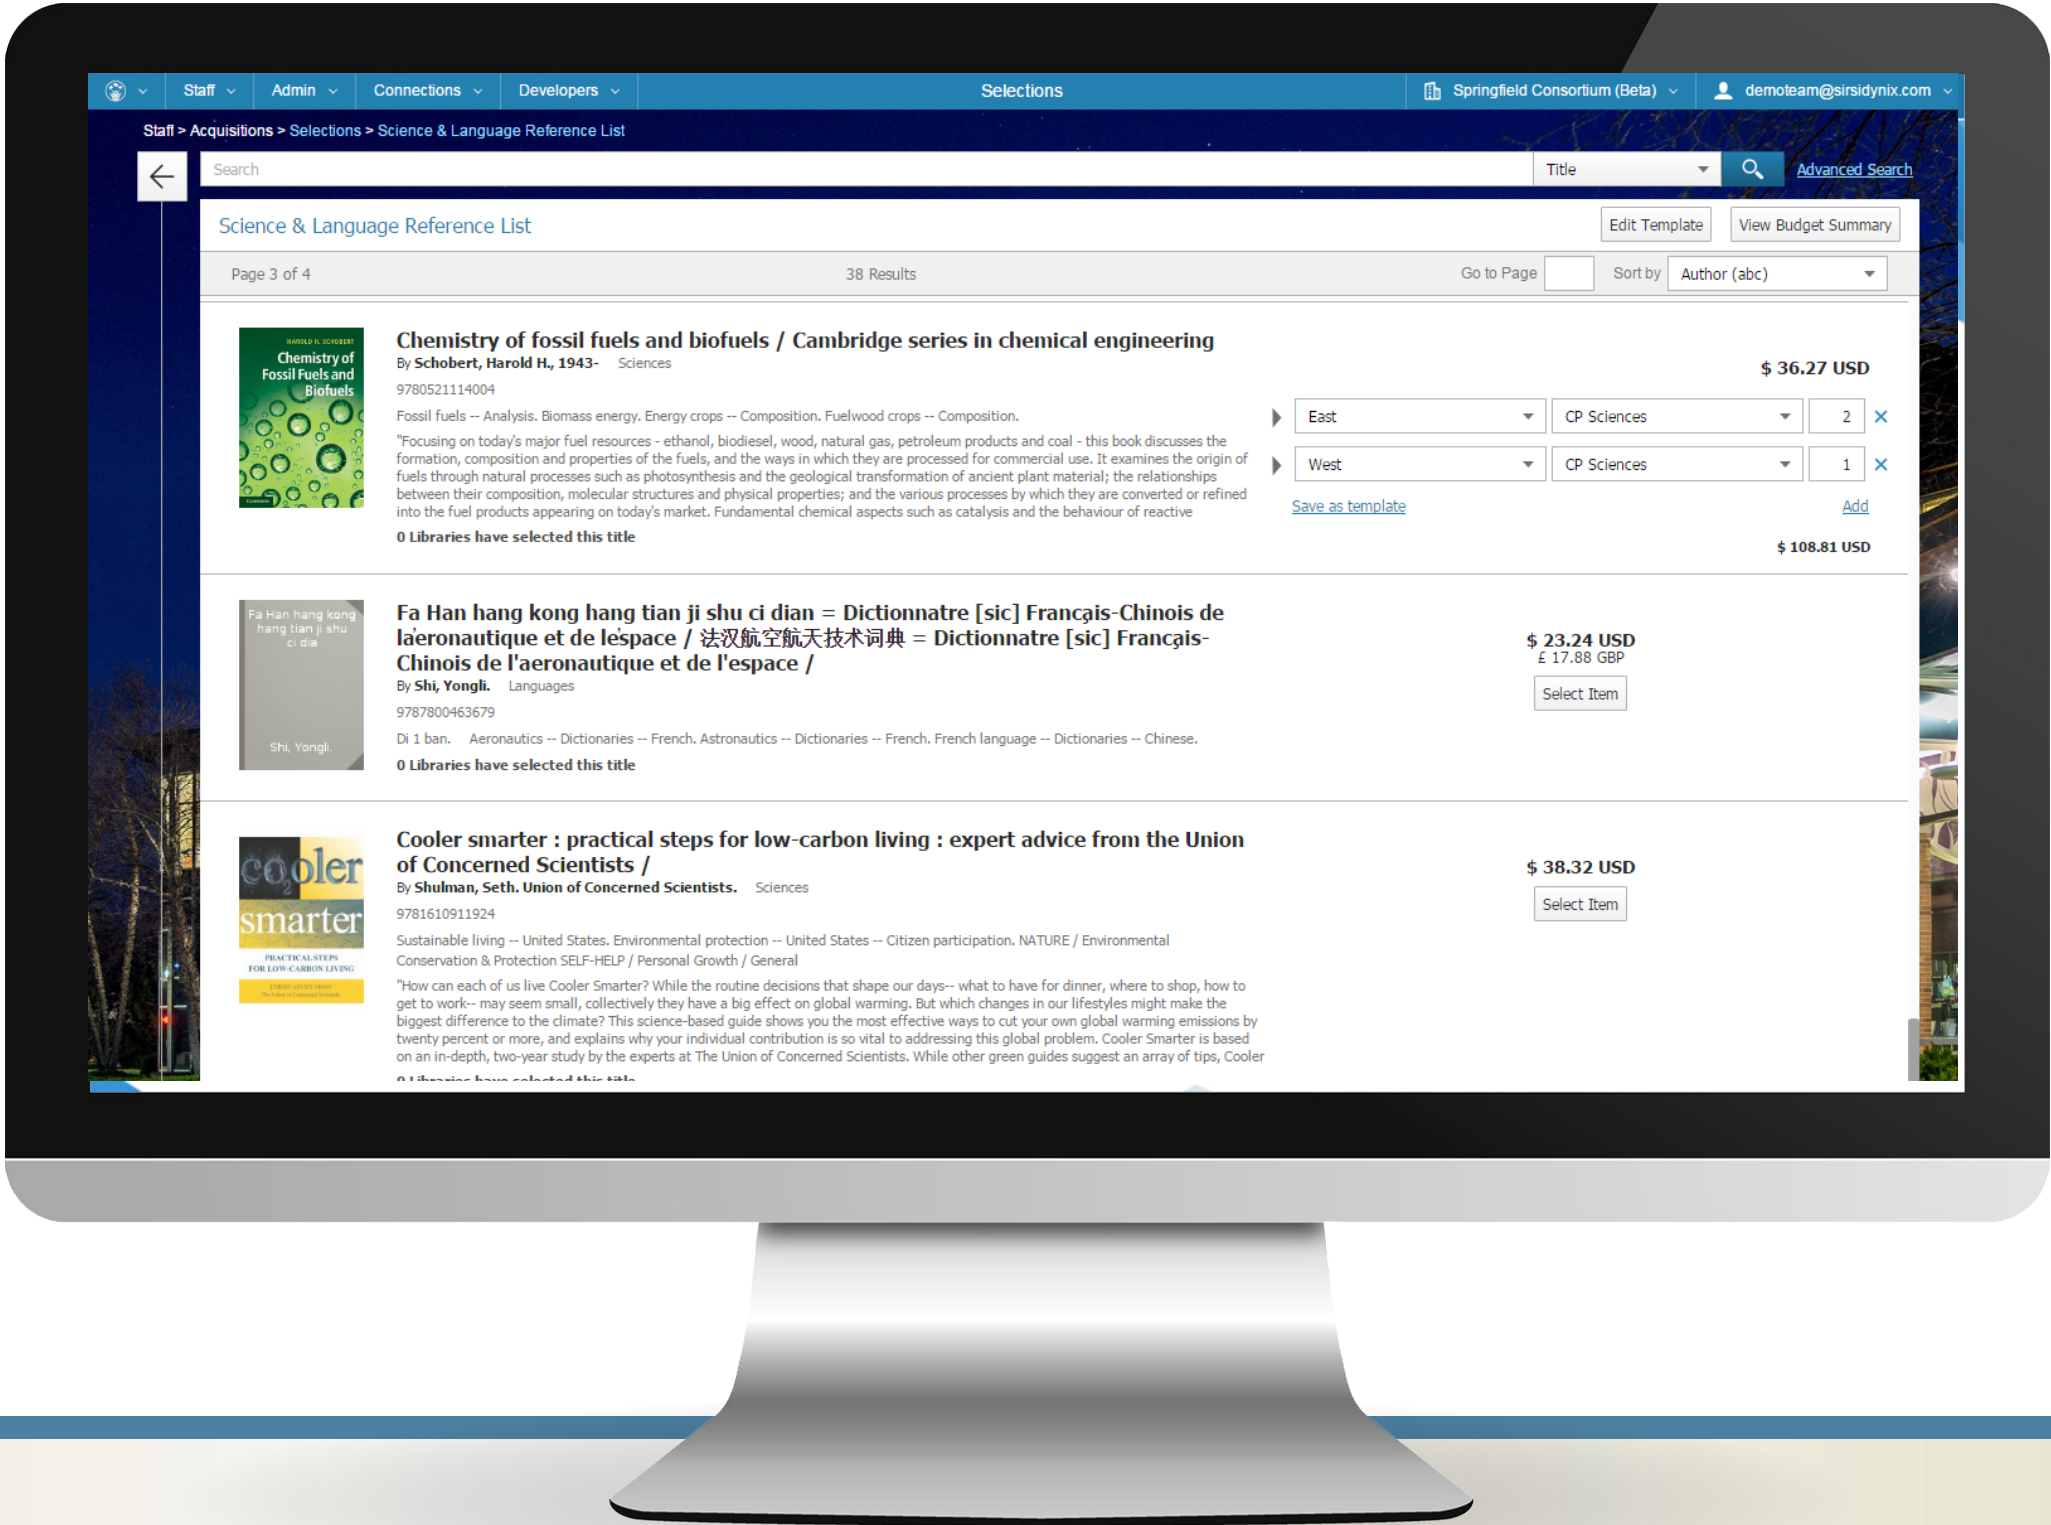 Staff Admin Connections Developers Selections Springfield Consortium (Beta) demoteam@sirsidynix.com
Staff > Acquisitions > Selections > Science & Language Reference List
Search Title Advanced Search
Science & Language Reference List Edit Template View Budget Summary
Page 3 of 4 38 Results Go to Page Sort by Author (abc)
HAROLD H. SCHOBERT
Chemistry of
Fossil Fuels and
Biofuels
Chemistry of fossil fuels and biofuels / Cambridge series in chemical engineering
By Schobert, Harold H., 1943- Sciences
9780521114004
Fossil fuels -- Analysis. Biomass energy. Energy crops -- Composition. Fuelwood crops -- Composition.
"Focusing on today's major fuel resources - ethanol, biodiesel, wood, natural gas, petroleum products and coal - this book discusses the
formation, composition and properties of the fuels, and the ways in which they are processed for commercial use. It examines the origin of
fuels through natural processes such as photosynthesis and the geological transformation of ancient plant material; the relationships
between their composition, molecular structures and physical properties; and the various processes by which they are converted or refined
into the fuel products appearing on today's market. Fundamental chemical aspects such as catalysis and the behaviour of reactive
0 Libraries have selected this title
$ 36.27 USD
East CP Sciences 2
West CP Sciences 1
Save as template Add
$ 108.81 USD
Fa Han hang kong
hang tian ji shu
ci dia
Shi, Yongli.
Fa Han hang kong hang tian ji shu ci dian = Dictionnatre [sic] Français-Chinois de
la'eronautique et de le'space / 法汉航空航天技术词典 = Dictionnatre [sic] Français-
Chinois de l'aeronautique et de l'espace /
By Shi, Yongli. Languages
9787800463679
Di 1 ban. Aeronautics -- Dictionaries -- French. Astronautics -- Dictionaries -- French. French language -- Dictionaries -- Chinese.
0 Libraries have selected this title
$ 23.24 USD
£ 17.88 GBP
Select Item
cooler
2
smarter
PRACTICAL STEPS
FOR LOW-CARBON LIVING
EXPERT ADVICE FROM
The Union of Concerned Scientists
Cooler smarter : practical steps for low-carbon living : expert advice from the Union
of Concerned Scientists /
By Shulman, Seth. Union of Concerned Scientists. Sciences
9781610911924
Sustainable living -- United States. Environmental protection -- United States -- Citizen participation. NATURE / Environmental
Conservation & Protection SELF-HELP / Personal Growth / General
"How can each of us live Cooler Smarter? While the routine decisions that shape our days-- what to have for dinner, where to shop, how to
get to work-- may seem small, collectively they have a big effect on global warming. But which changes in our lifestyles might make the
biggest difference to the climate? This science-based guide shows you the most effective ways to cut your own global warming emissions by
twenty percent or more, and explains why your individual contribution is so vital to addressing this global problem. Cooler Smarter is based
on an in-depth, two-year study by the experts at The Union of Concerned Scientists. While other green guides suggest an array of tips, Cooler
0 Libraries have selected this title
$ 38.32 USD
Select Item